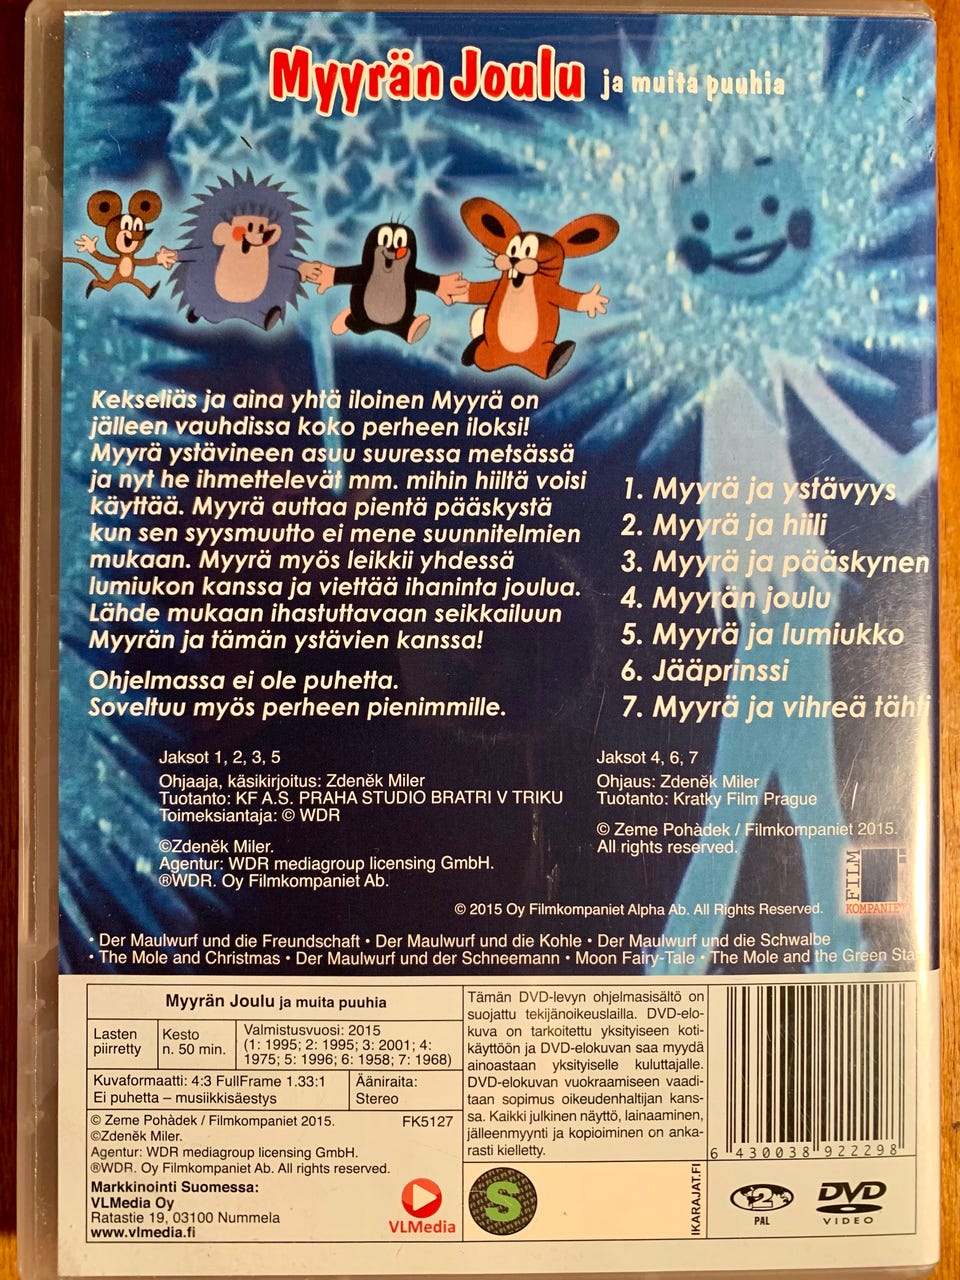 Myyrän Joulu ja muita puuhia
Kekseliäs ja aina yhtä iloinen Myyrä on
jälleen vauhdissa koko perheen iloksi!
Myyrä ystävineen asuu suuressa metsässä
ja nyt he ihmettelevät mm. mihin hiiltä voisi
käyttää. Myyrä auttaa pientä pääskystä
kun sen syysmuutto ei mene suunnitelmien
mukaan. Myyrä myös leikkii yhdessä
lumiukon kanssa ja viettää ihaninta joulua.
Lähde mukaan ihastuttavaan seikkailuun
Myyrän ja tämän ystävien kanssa!
Ohjelmassa ei ole puhetta.
Soveltuu myös perheen pienimmille.
1. Myyrä ja ystävyys
2. Myyrä ja hiili
3. Myyrä ja pääskynen
4. Myyrän joulu
5. Myyrä ja lumiukko
6. Jääprinssi
7. Myyrä ja vihreä tähti
Jaksot 1, 2, 3, 5
Ohjaaja, käsikirjoitus: Zdeněk Miler
Tuotanto: KF A.S. PRAHA STUDIO BRATRI V TRIKU
Toimeksiantaja: © WDR
©Zdeněk Miler.
Agentur: WDR mediagroup licensing GmbH.
®WDR. Oy Filmkompaniet Ab.
Jaksot 4, 6, 7
Ohjaus: Zdeněk Miler
Tuotanto: Kratky Film Prague
© Zeme Pohàdek / Filmkompaniet 2015.
All rights reserved.
FILM
KOMPANIET
© 2015 Oy Filmkompaniet Alpha Ab. All Rights Reserved.
• Der Maulwurf und die Freundschaft • Der Maulwurf und die Kohle • Der Maulwurf und die Schwalbe
• The Mole and Christmas • Der Maulwurf und der Schneemann • Moon Fairy-Tale • The Mole and the Green Star
Myyrän Joulu ja muita puuhia
Lasten
piirretty
Kesto
n. 50 min.
Valmistusvuosi: 2015
(1: 1995; 2: 1995; 3: 2001; 4:
1975; 5: 1996; 6: 1958; 7: 1968)
Kuvaformaatti: 4:3 FullFrame 1.33:1
Ei puhetta – musiikkisäestys
Ääniraita:
Stereo
© Zeme Pohàdek / Filmkompaniet 2015. FK5127
©Zdeněk Miler.
Agentur: WDR mediagroup licensing GmbH.
®WDR. Oy Filmkompaniet Ab. All rights reserved.
Markkinointi Suomessa:
VLMedia Oy
Ratastie 19, 03100 Nummela
www.vlmedia.fi
VLMedia
Tämän DVD-levyn ohjelmasisältö on
suojattu tekijänoikeuslailla. DVD-elo-
kuva on tarkoitettu yksityiseen koti-
käyttöön ja DVD-elokuvan saa myydä
ainoastaan yksityiselle kuluttajalle.
DVD-elokuvan vuokraamiseen vaadi-
taan sopimus oikeudenhaltijan kans-
sa. Kaikki julkinen näyttö, lainaaminen,
jälleenmyynti ja kopioiminen on anka-
rasti kielletty.
S
IKARAJAT.FI
6 430038 922298
2
PAL
DVD
VIDEO